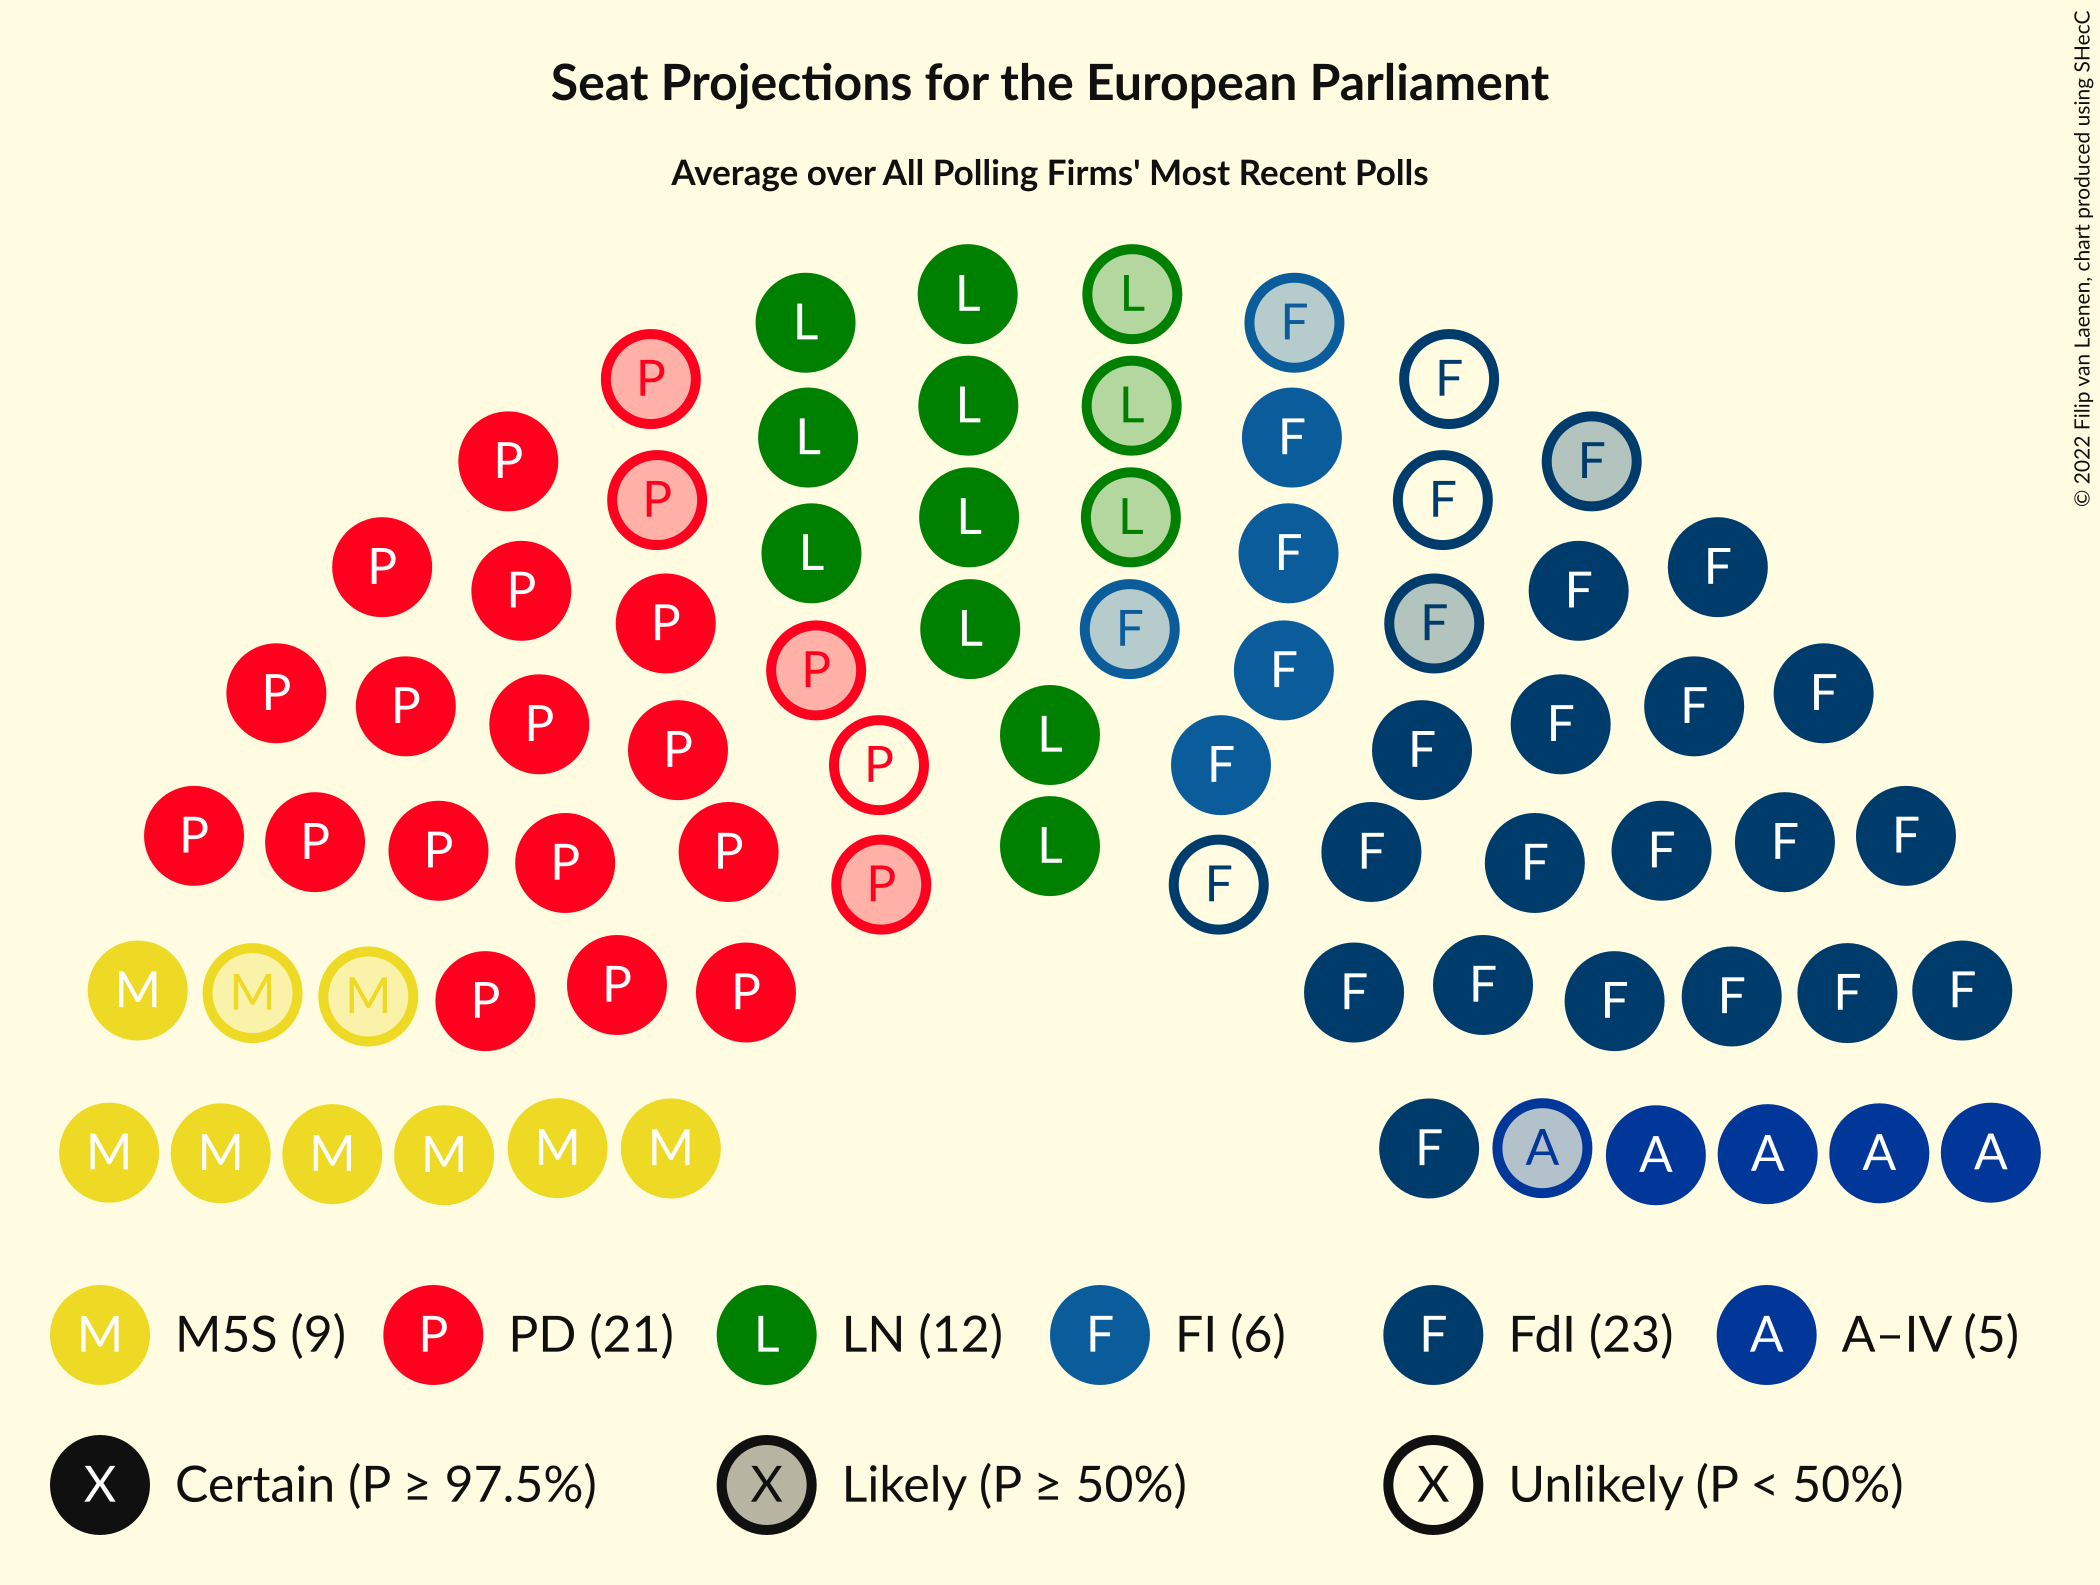 Seat Projections for the European Parliament
Average over All Polling Firms' Most Recent Polls
© 2022 Filip van Laenen, chart produced using SHecC
L L
L L
P F
F F
P F
L L
L F
P F
P F
L L
L F
P F
P F
P F
L F
P F
P F
P F
P F
P F
P F
P F
L
P F
P F
P F
P F
P F
L
P F
P F
M M M P P P F F F F F F
M M M M M M F A A A A A
M M5S (9) P PD (21) L LN (12) F FI (6) F FdI (23) A A–IV (5)
X Certain (P ≥ 97.5%) X Likely (P ≥ 50%) X Unlikely (P < 50%)